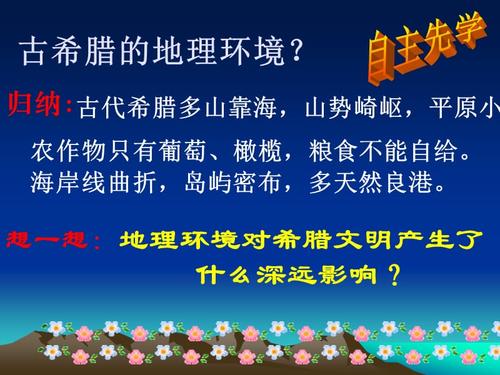 古希腊的地理环境？
自主先学
归纳:古代希腊多山靠海，山势崎岖，平原小
农作物只有葡萄、橄榄，粮食不能自给。
海岸线曲折，岛屿密布，多天然良港。
想一想：地理环境对希腊文明产生了
什么深远影响？